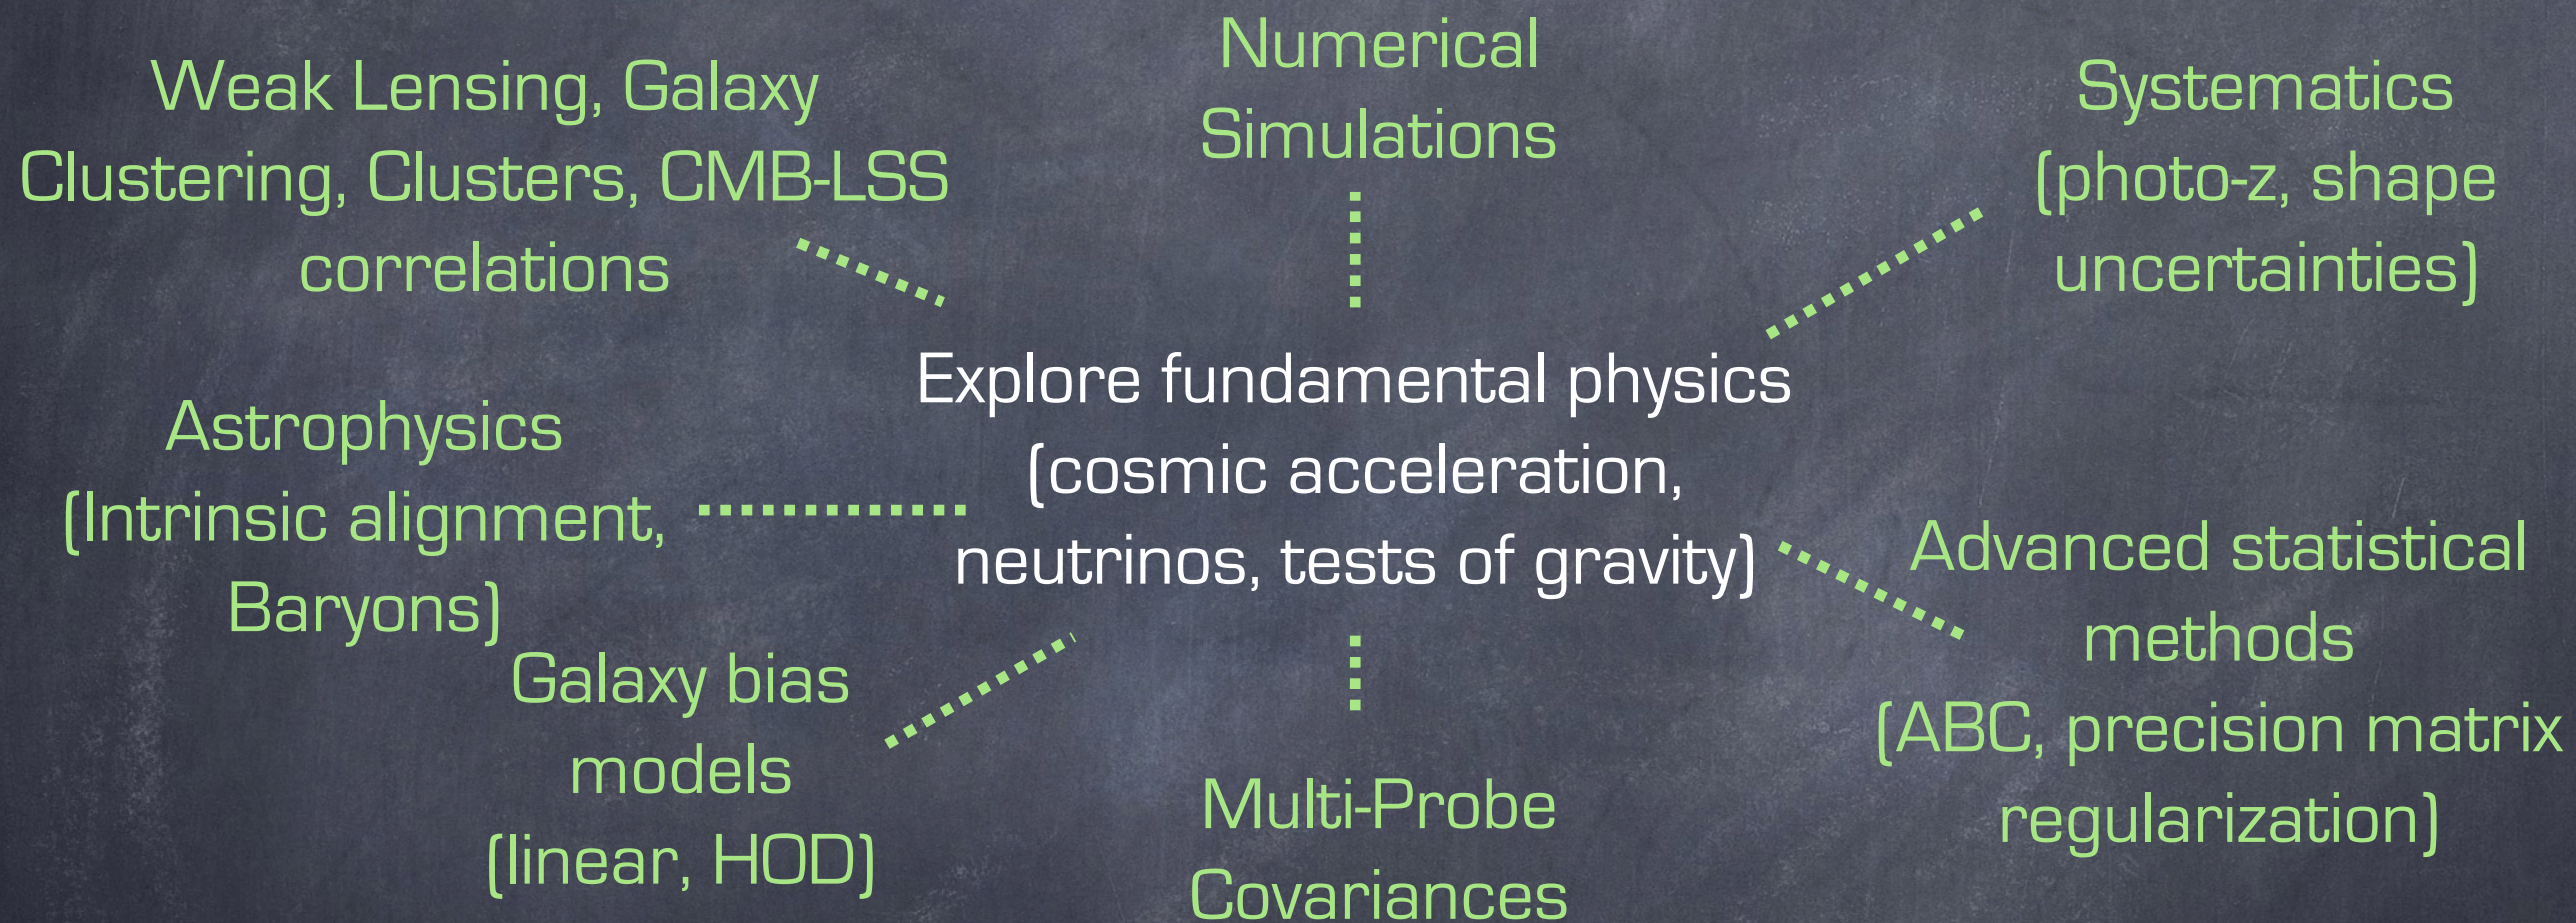 Weak Lensing, Galaxy
Clustering, Clusters, CMB-LSS
correlations
Numerical
Simulations
Systematics
(photo-z, shape
uncertainties)
Explore fundamental physics
(cosmic acceleration,
neutrinos, tests of gravity)
Astrophysics
(Intrinsic alignment,
Baryons)
Galaxy bias
models
(linear, HOD)
Multi-Probe
Covariances
Advanced statistical
methods
(ABC, precision matrix
regularization)